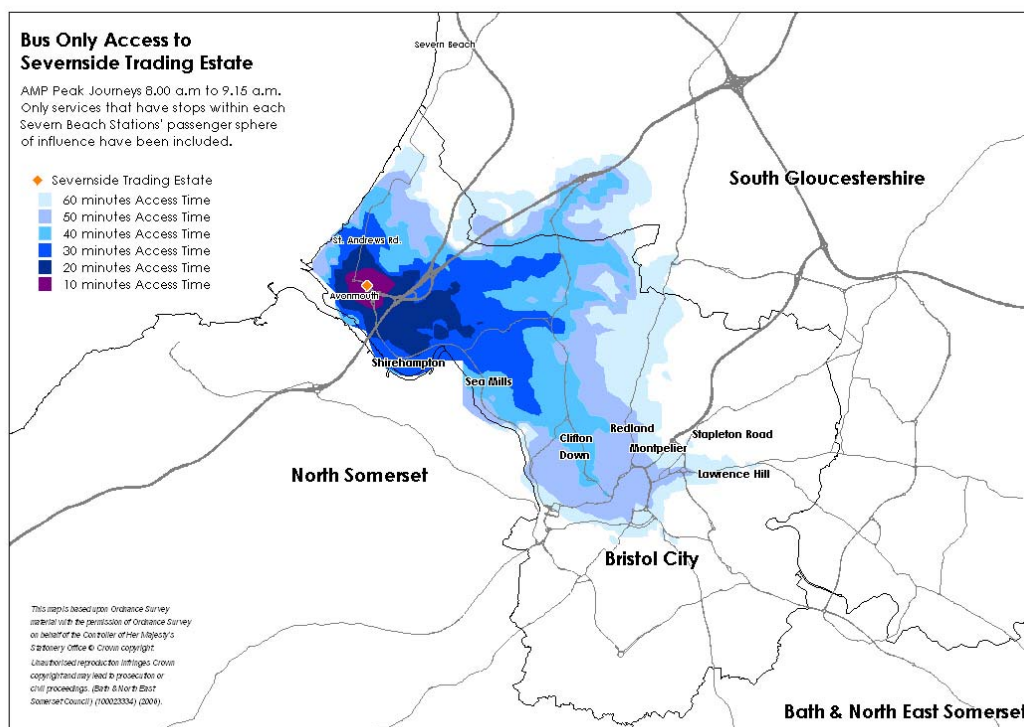 Bus Only Access to
Severnside Trading Estate
AMP Peak Journeys 8.00 a.m to 9.15 a.m.
Only services that have stops within each
Severn Beach Stations' passenger sphere
of influence have been included.
Severnside Trading Estate
60 minutes Access Time
50 minutes Access Time
40 minutes Access Time
30 minutes Access Time
20 minutes Access Time
10 minutes Access Time
Severn Beach
South Gloucestershire
St. Andrews Rd.
Avonmouth
Shirehampton
Sea Mills
Redland
Clifton
Down
Stapleton Road
Montpelier
Lawrence Hill
North Somerset
Bristol City
This map is based upon Ordnance Survey
material with the permission of Ordnance Survey
on behalf of the Controller of Her Majesty's
Stationery Office © Crown copyright.
Unauthorised reproduction infringes Crown
copyright and may lead to prosecution or
civil proceedings. (Bath & North East
Somerset Council) (100023334) (2006).
Bath & North East Somerset